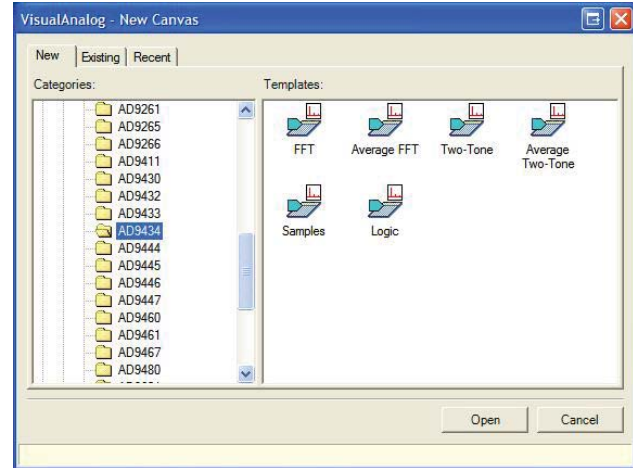 VisualAnalog - New Canvas
New Existing Recent
Categories:
AD9261
AD9265
AD9266
AD9411
AD9430
AD9432
AD9433
AD9434
AD9444
AD9445
AD9446
AD9447
AD9460
AD9461
AD9467
AD9480
Templates:
FFT
Average FFT
Two-Tone
Average
Two-Tone
Samples
Logic
Open
Cancel